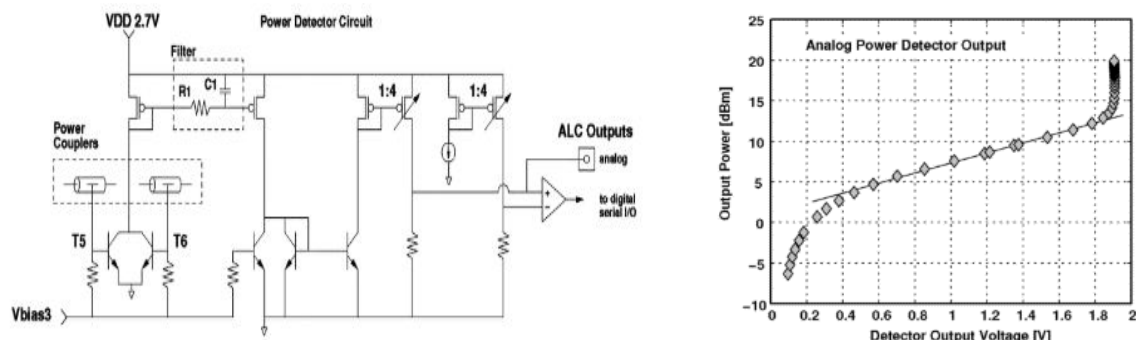 VDD 2.7V
Power Detector Circuit
Filter
R1
C1
1:4
1:4
Power
Couplers
ALC Outputs
analog
+
−
to digital
serial I/O
T5
T6
Vbias3
Analog Power Detector Output
Output Power [dBm]
25
20
15
10
5
0
−5
−10
0 0.2 0.4 0.6 0.8 1 1.2 1.4 1.6 1.8 2
Detector Output Voltage [V]